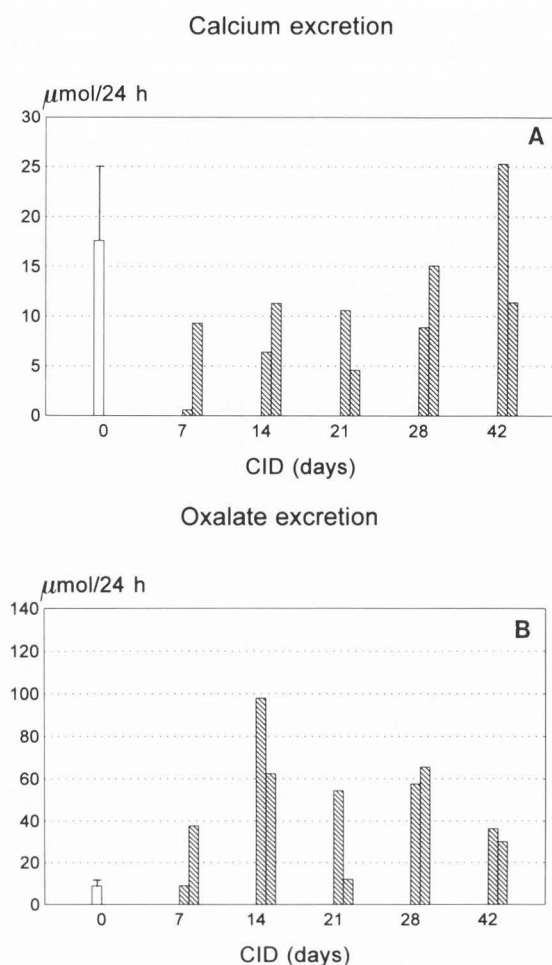 Calcium excretion
μmol/24 h
A
30
25
20
15
10
5
0
0 7 14 21 28 42
CID (days)
Oxalate excretion
μmol/24 h
B
140
120
100
80
60
40
20
0
0 7 14 21 28 42
CID (days)